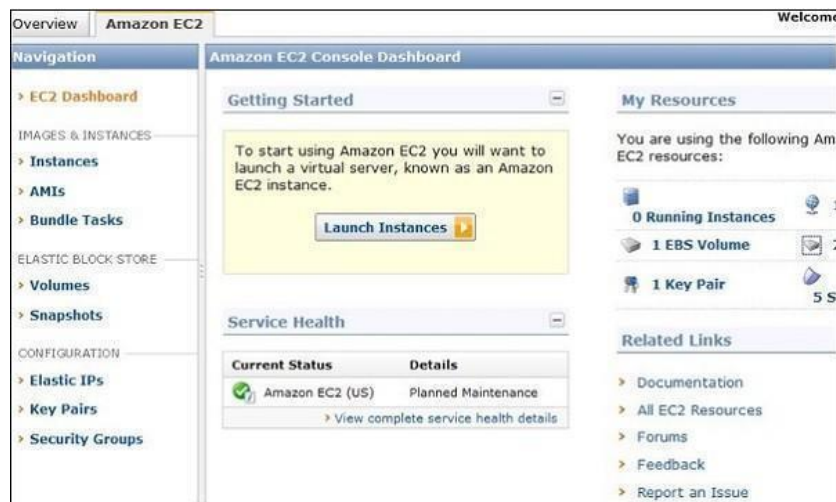 Overview
Amazon EC2
Welcome
Navigation
> EC2 Dashboard
IMAGES & INSTANCES
> Instances
> AMIs
> Bundle Tasks
ELASTIC BLOCK STORE
> Volumes
> Snapshots
CONFIGURATION
> Elastic IPs
> Key Pairs
> Security Groups
Amazon EC2 Console Dashboard
Getting Started
To start using Amazon EC2 you will want to
launch a virtual server, known as an Amazon
EC2 instance.
Launch Instances
Service Health
Current Status Details
Amazon EC2 (US) Planned Maintenance
> View complete service health details
My Resources
You are using the following Am
EC2 resources:
0 Running Instances
1 EBS Volume
1 Key Pair
5 S
Related Links
> Documentation
> All EC2 Resources
> Forums
> Feedback
> Report an Issue